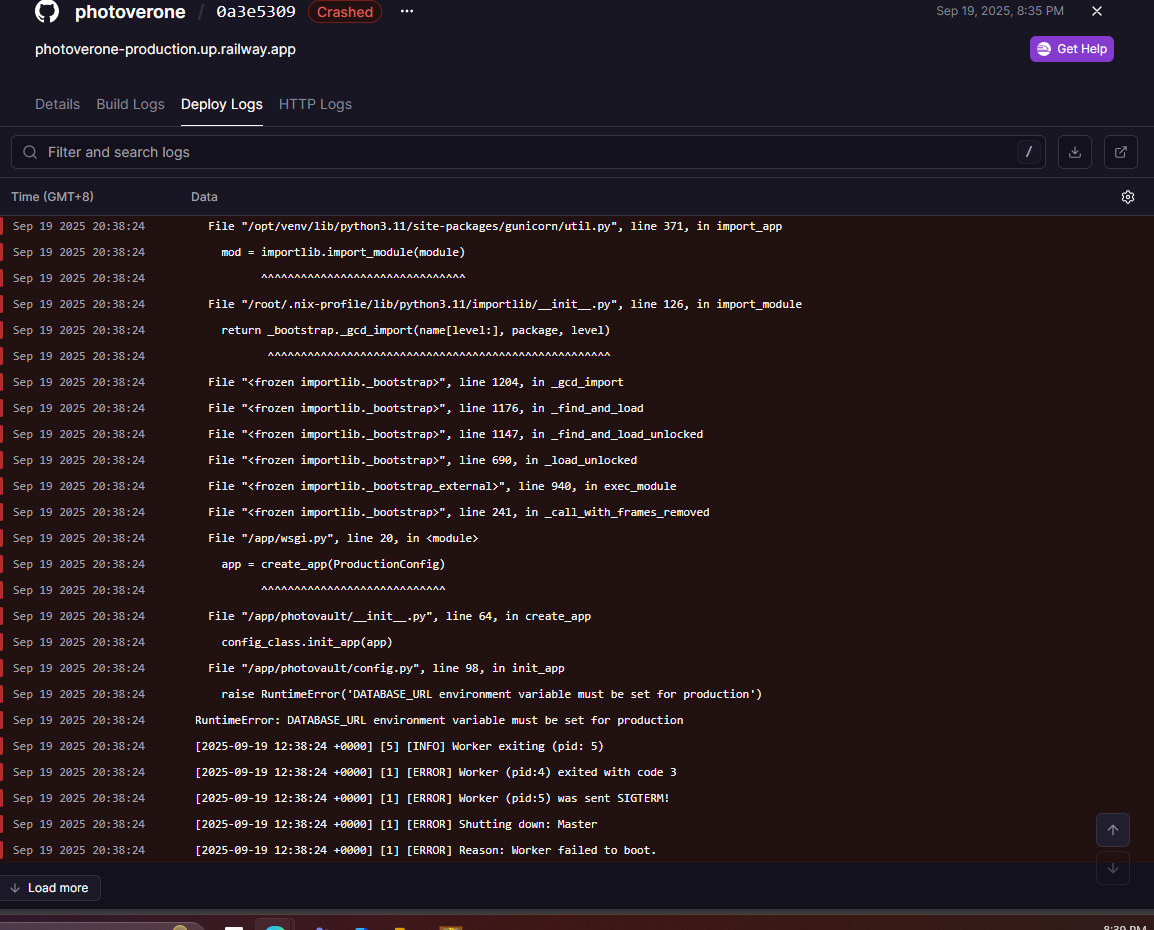 photoverone / 0a3e5309 Crashed ··· Sep 19, 2025, 8:35 PM
photoverone-production.up.railway.app Get Help
Details Build Logs Deploy Logs HTTP Logs
Filter and search logs /
Time (GMT+8) Data
Sep 19 2025 20:38:24 File "/opt/venv/lib/python3.11/site-packages/gunicorn/util.py", line 371, in import_app
Sep 19 2025 20:38:24 mod = importlib.import_module(module)
Sep 19 2025 20:38:24 ^^^^^^^^^^^^^^^^^^^^^^^^^^^^^^^
Sep 19 2025 20:38:24 File "/root/.nix-profile/lib/python3.11/importlib/__init__.py", line 126, in import_module
Sep 19 2025 20:38:24 return _bootstrap._gcd_import(name[level:], package, level)
Sep 19 2025 20:38:24 ^^^^^^^^^^^^^^^^^^^^^^^^^^^^^^^^^^^^^^^^^^^^^^^^^^^^
Sep 19 2025 20:38:24 File "<frozen importlib._bootstrap>", line 1204, in _gcd_import
Sep 19 2025 20:38:24 File "<frozen importlib._bootstrap>", line 1176, in _find_and_load
Sep 19 2025 20:38:24 File "<frozen importlib._bootstrap>", line 1147, in _find_and_load_unlocked
Sep 19 2025 20:38:24 File "<frozen importlib._bootstrap>", line 690, in _load_unlocked
Sep 19 2025 20:38:24 File "<frozen importlib._bootstrap_external>", line 940, in exec_module
Sep 19 2025 20:38:24 File "<frozen importlib._bootstrap>", line 241, in _call_with_frames_removed
Sep 19 2025 20:38:24 File "/app/wsgi.py", line 20, in <module>
Sep 19 2025 20:38:24 app = create_app(ProductionConfig)
Sep 19 2025 20:38:24 ^^^^^^^^^^^^^^^^^^^^^^^^^^^^
Sep 19 2025 20:38:24 File "/app/photovault/__init__.py", line 64, in create_app
Sep 19 2025 20:38:24 config_class.init_app(app)
Sep 19 2025 20:38:24 File "/app/photovault/config.py", line 98, in init_app
Sep 19 2025 20:38:24 raise RuntimeError('DATABASE_URL environment variable must be set for production')
Sep 19 2025 20:38:24 RuntimeError: DATABASE_URL environment variable must be set for production
Sep 19 2025 20:38:24 [2025-09-19 12:38:24 +0000] [5] [INFO] Worker exiting (pid: 5)
Sep 19 2025 20:38:24 [2025-09-19 12:38:24 +0000] [1] [ERROR] Worker (pid:4) exited with code 3
Sep 19 2025 20:38:24 [2025-09-19 12:38:24 +0000] [1] [ERROR] Worker (pid:5) was sent SIGTERM!
Sep 19 2025 20:38:24 [2025-09-19 12:38:24 +0000] [1] [ERROR] Shutting down: Master
Sep 19 2025 20:38:24 [2025-09-19 12:38:24 +0000] [1] [ERROR] Reason: Worker failed to boot.
Load more